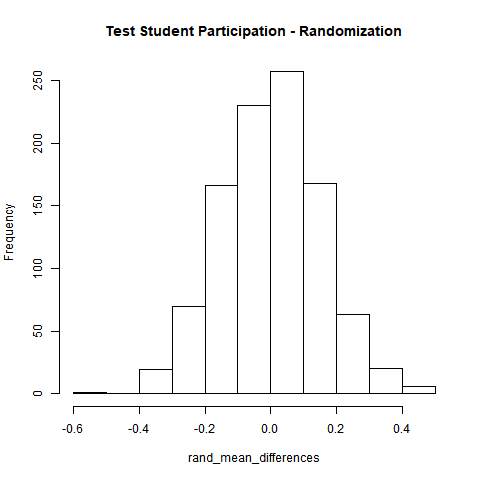 Test Student Participation - Randomization
Frequency
250
200
150
100
50
0
-0.6 -0.4 -0.2 0.0 0.2 0.4
rand_mean_differences